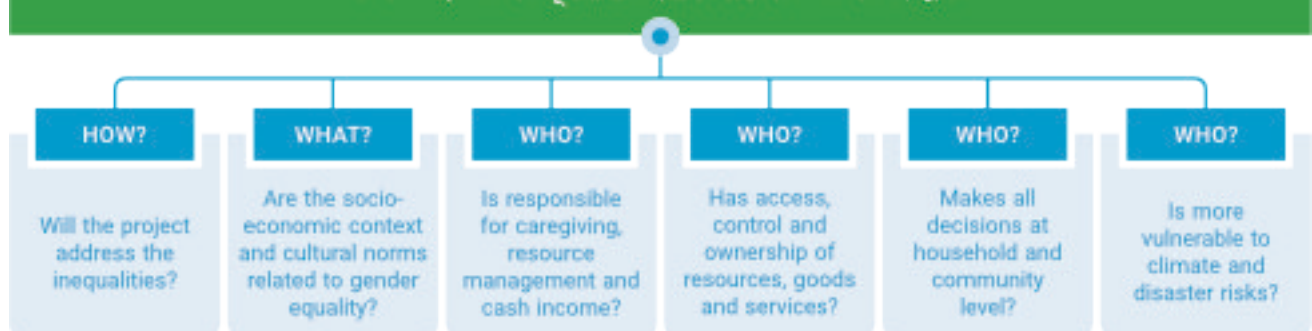 HOW?
Will the project
address the
inequalities?
WHAT?
Are the socio-
economic context
and cultural norms
related to gender
equality?
WHO?
Is responsible
for caregiving,
resource
management and
cash income?
WHO?
Has access,
control and
ownership of
resources, goods
and services?
WHO?
Makes all
decisions at
household and
community
level?
WHO?
Is more
vulnerable to
climate and
disaster risks?